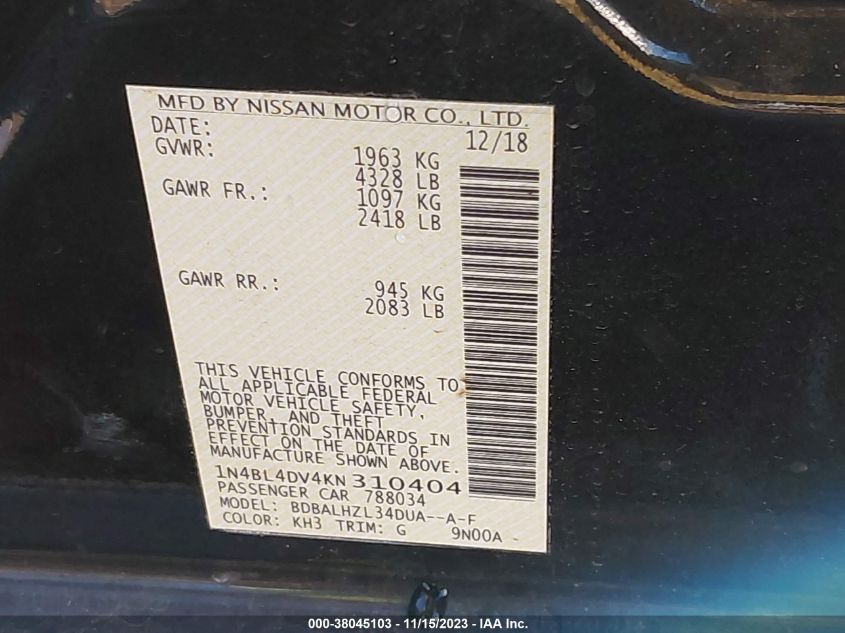 MFD BY NISSAN MOTOR CO., LTD.
DATE: 12/18
GVWR: 1963 KG
4328 LB
GAWR FR.: 1097 KG
2418 LB
GAWR RR.: 945 KG
2083 LB
THIS VEHICLE CONFORMS TO
ALL APPLICABLE FEDERAL
MOTOR VEHICLE SAFETY,
BUMPER, AND THEFT
PREVENTION STANDARDS IN
EFFECT ON THE DATE OF
MANUFACTURE SHOWN ABOVE.
1N4BL4DV4KN310404
PASSENGER CAR 788034
MODEL: BDBALHZL34DUA--A-F
COLOR: KH3 TRIM: G 9N00A -
000-38045103 - 11/15/2023 - IAA Inc.